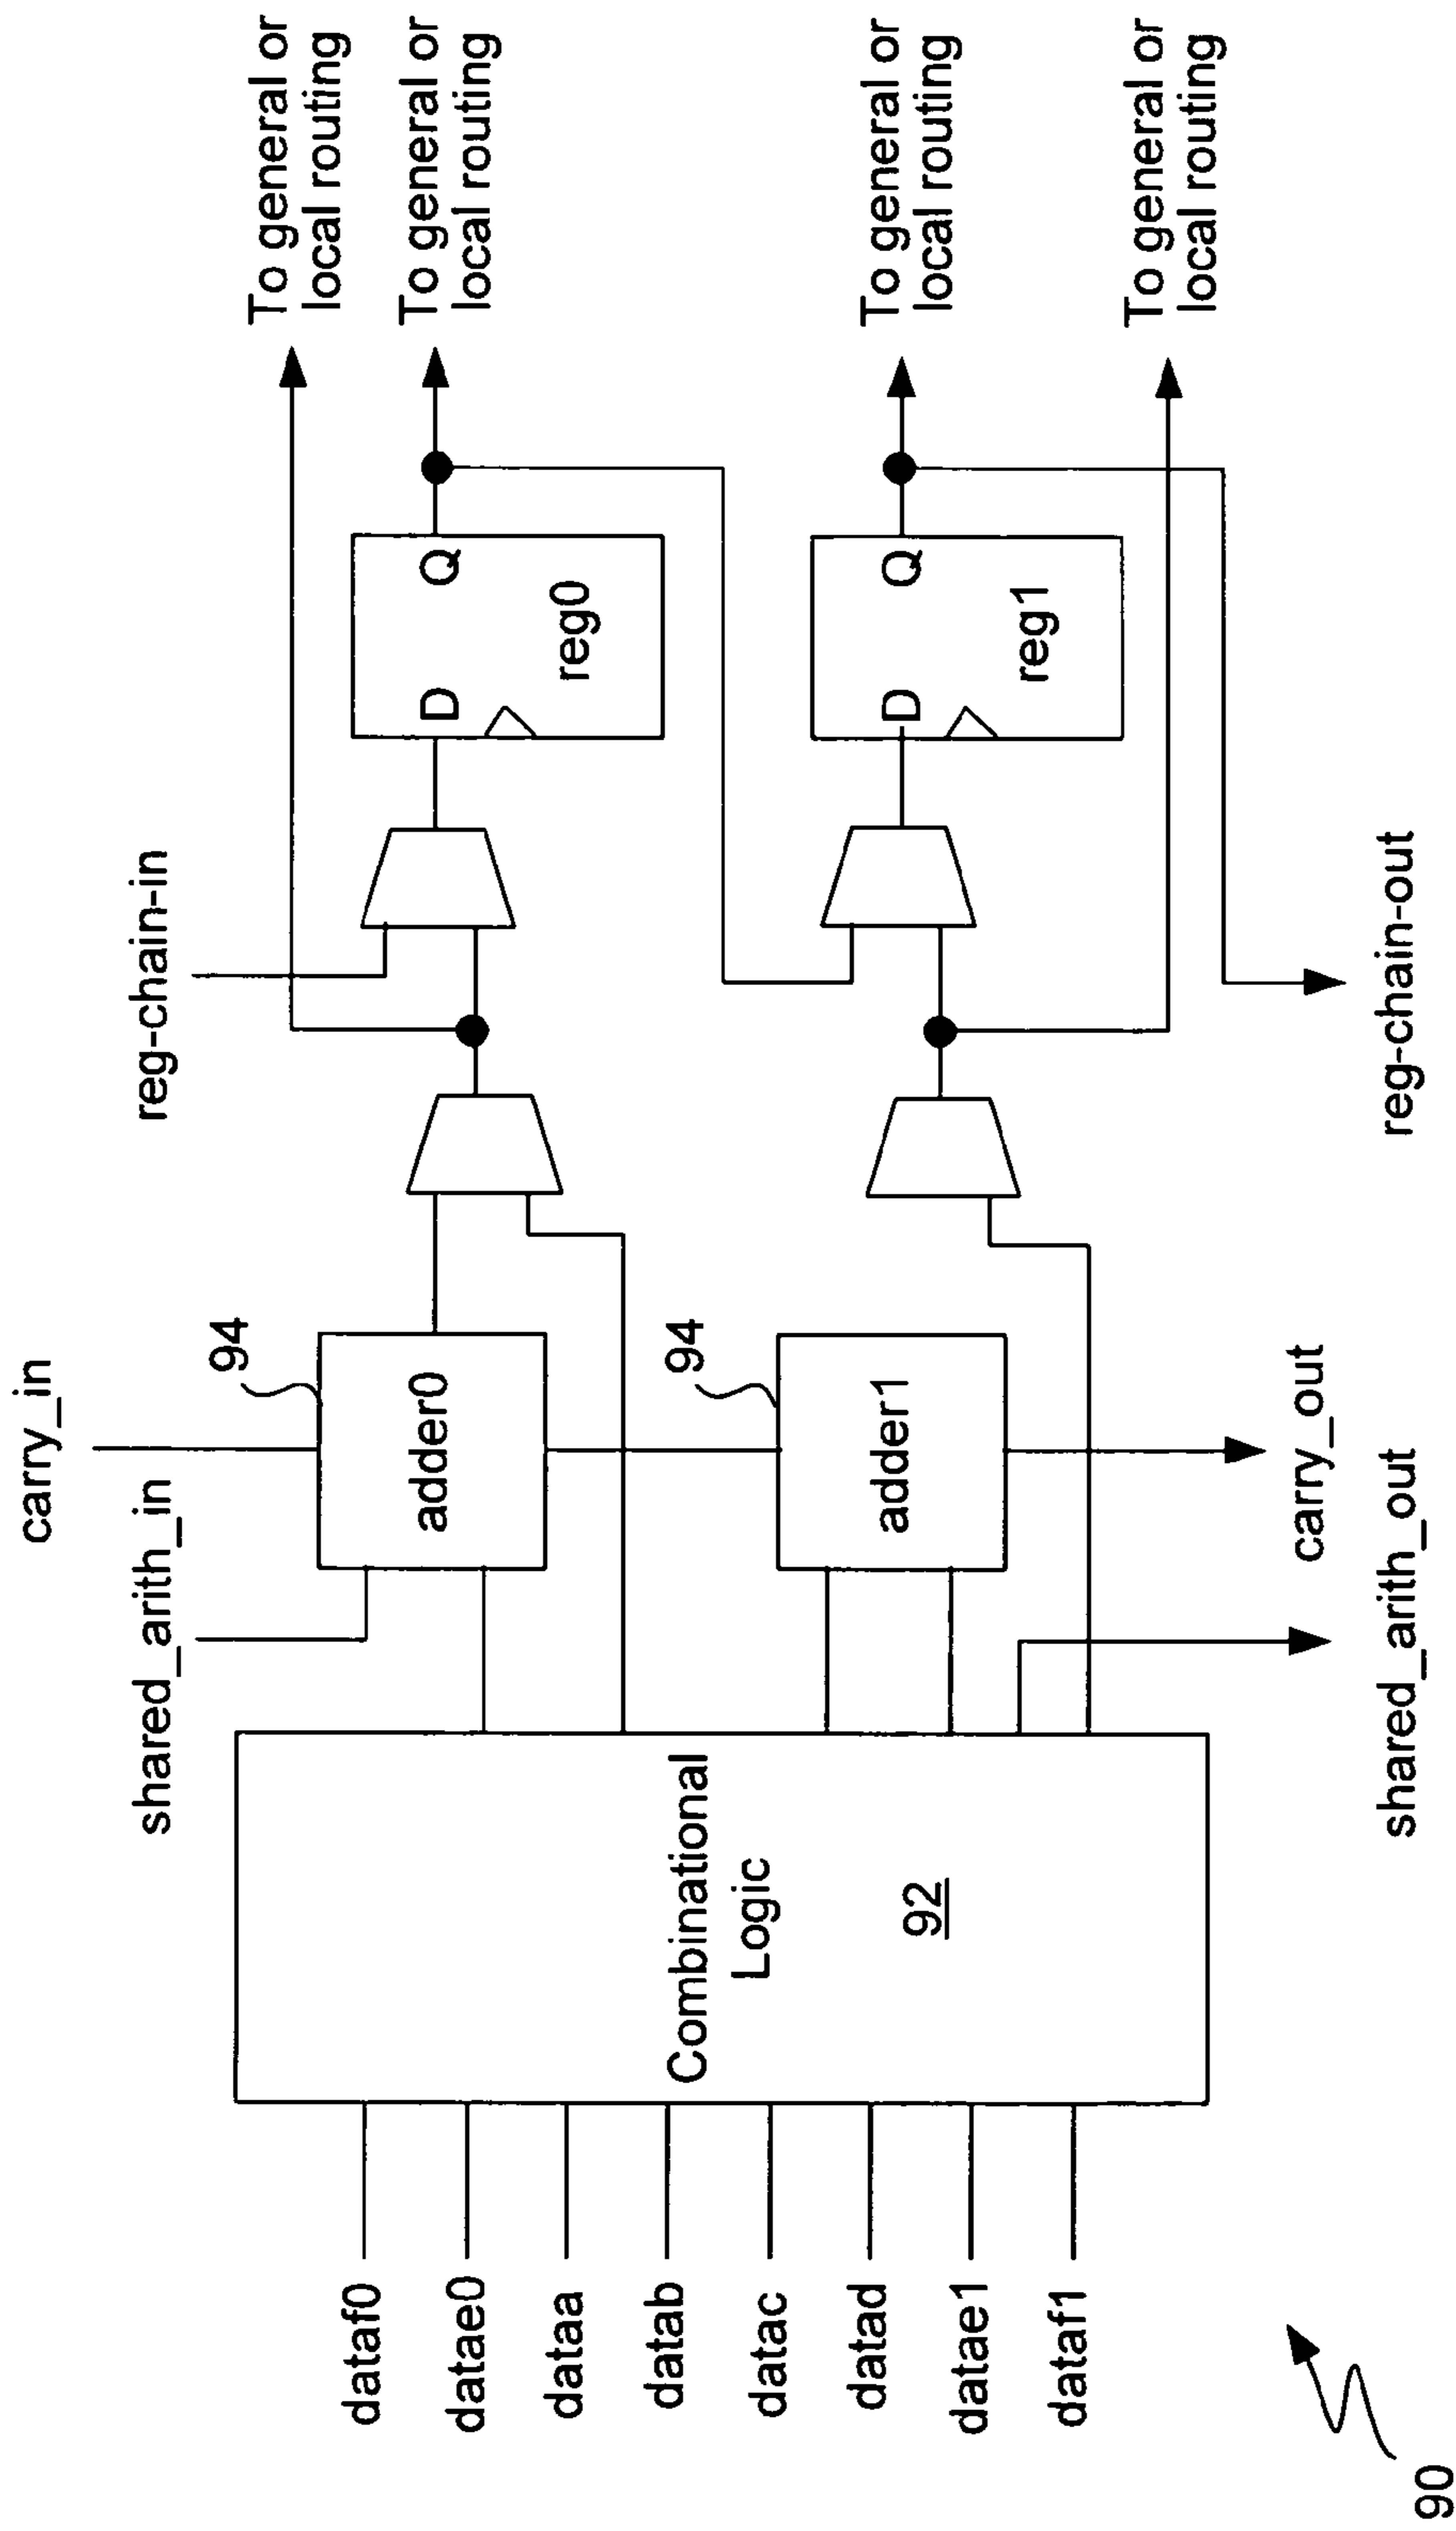 carry_in
shared_arith_in
reg-chain-in
To general or
local routing
To general or
local routing
94
adder0
D
Q
reg0
dataf0
datae0
dataa
datab
datac
datad
datae1
dataf1
Combinational
Logic
92
94
adder1
D
Q
reg1
To general or
local routing
To general or
local routing
carry_out
shared_arith_out
reg-chain-out
90